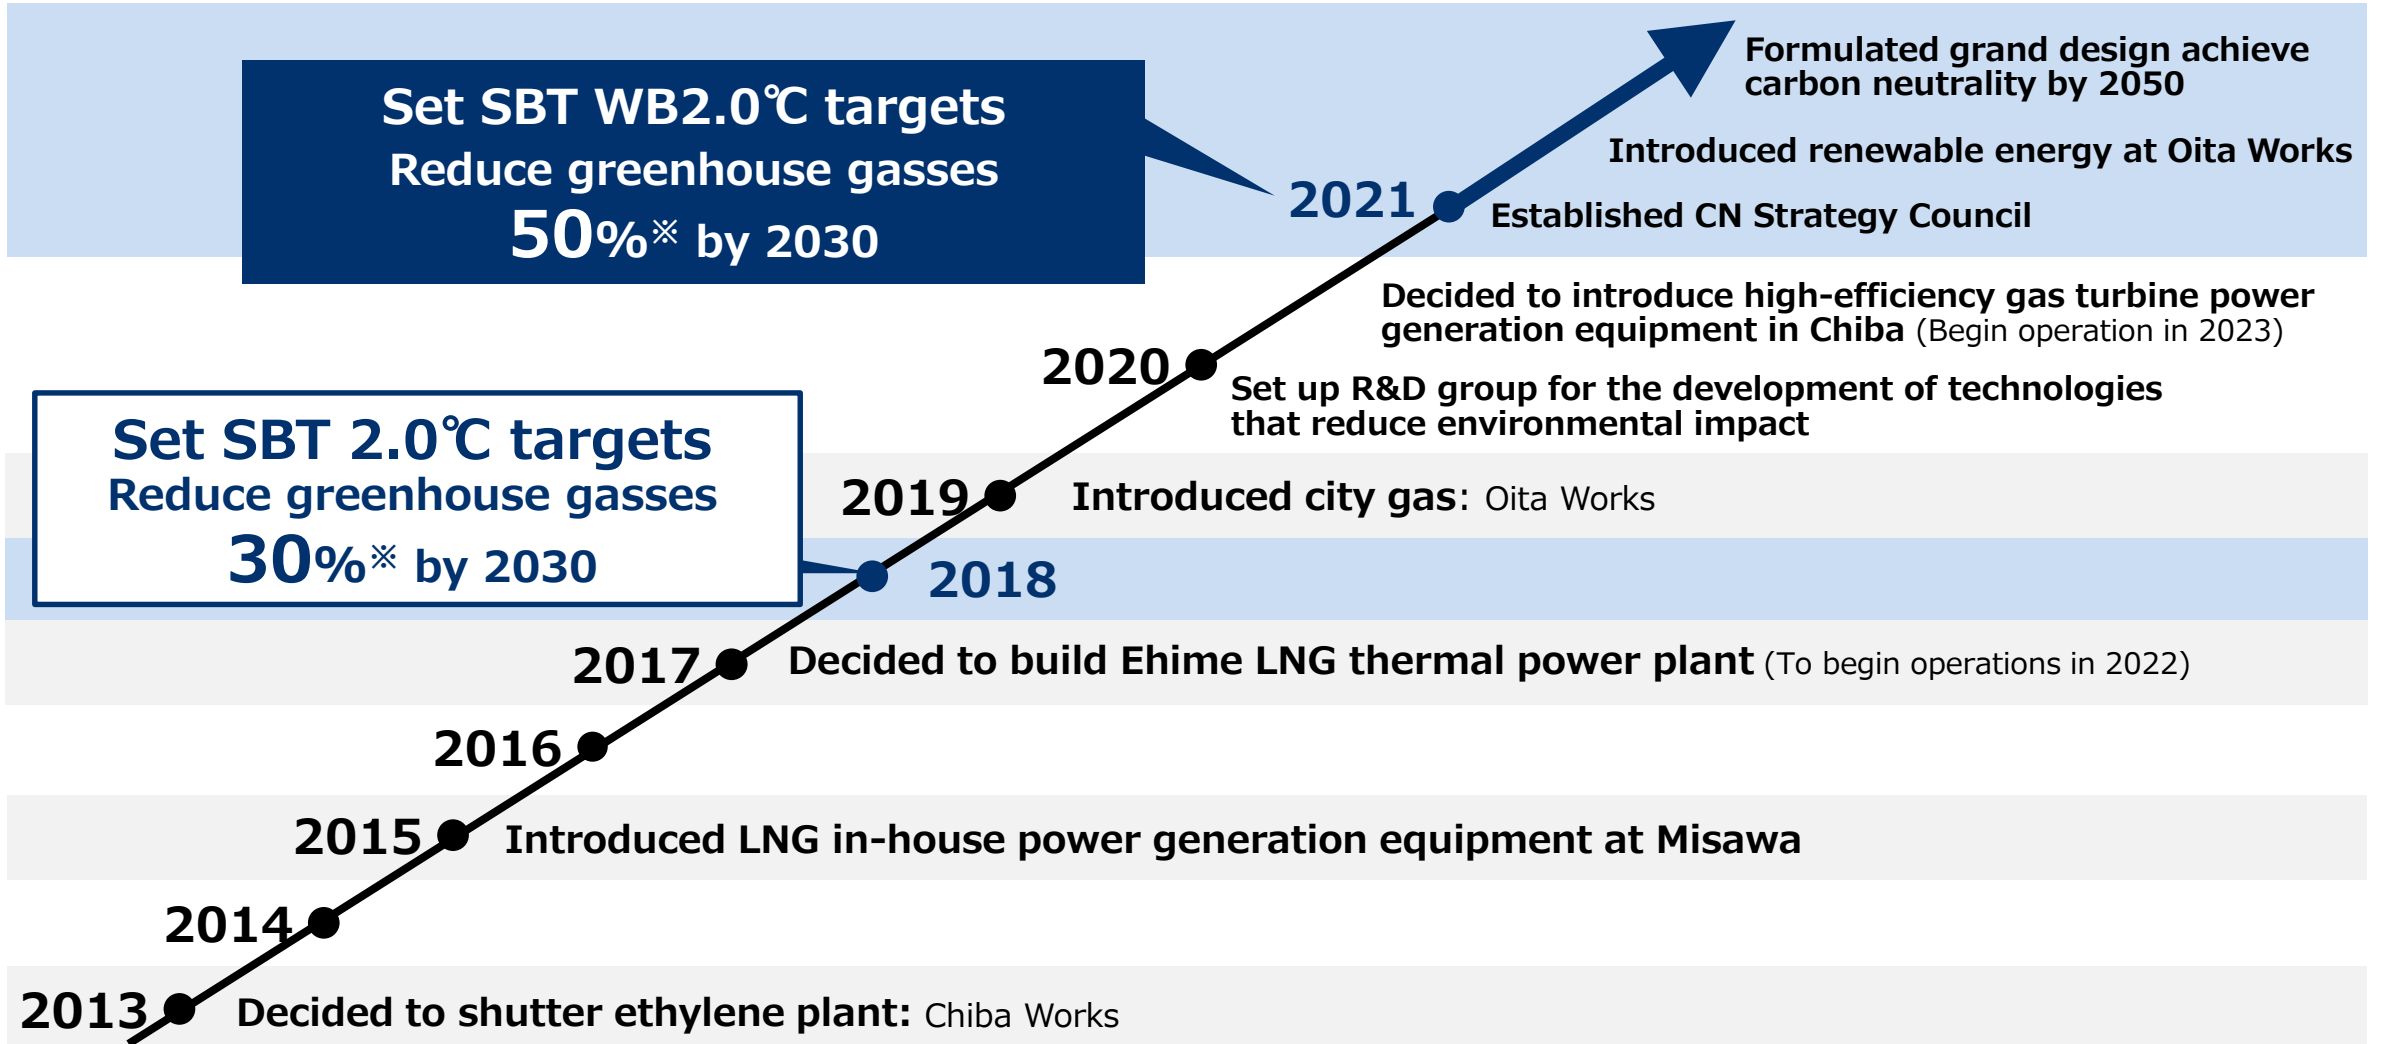 Formulated grand design achieve
carbon neutrality by 2050
Set SBT WB2.0℃ targets
Reduce greenhouse gasses
50%※ by 2030
Introduced renewable energy at Oita Works
2021
Established CN Strategy Council
Decided to introduce high-efficiency gas turbine power
generation equipment in Chiba (Begin operation in 2023)
2020
Set up R&D group for the development of technologies
that reduce environmental impact
Set SBT 2.0℃ targets
Reduce greenhouse gasses
30%※ by 2030
2019
Introduced city gas: Oita Works
2018
2017
Decided to build Ehime LNG thermal power plant (To begin operations in 2022)
2016
2015
Introduced LNG in-house power generation equipment at Misawa
2014
2013
Decided to shutter ethylene plant: Chiba Works